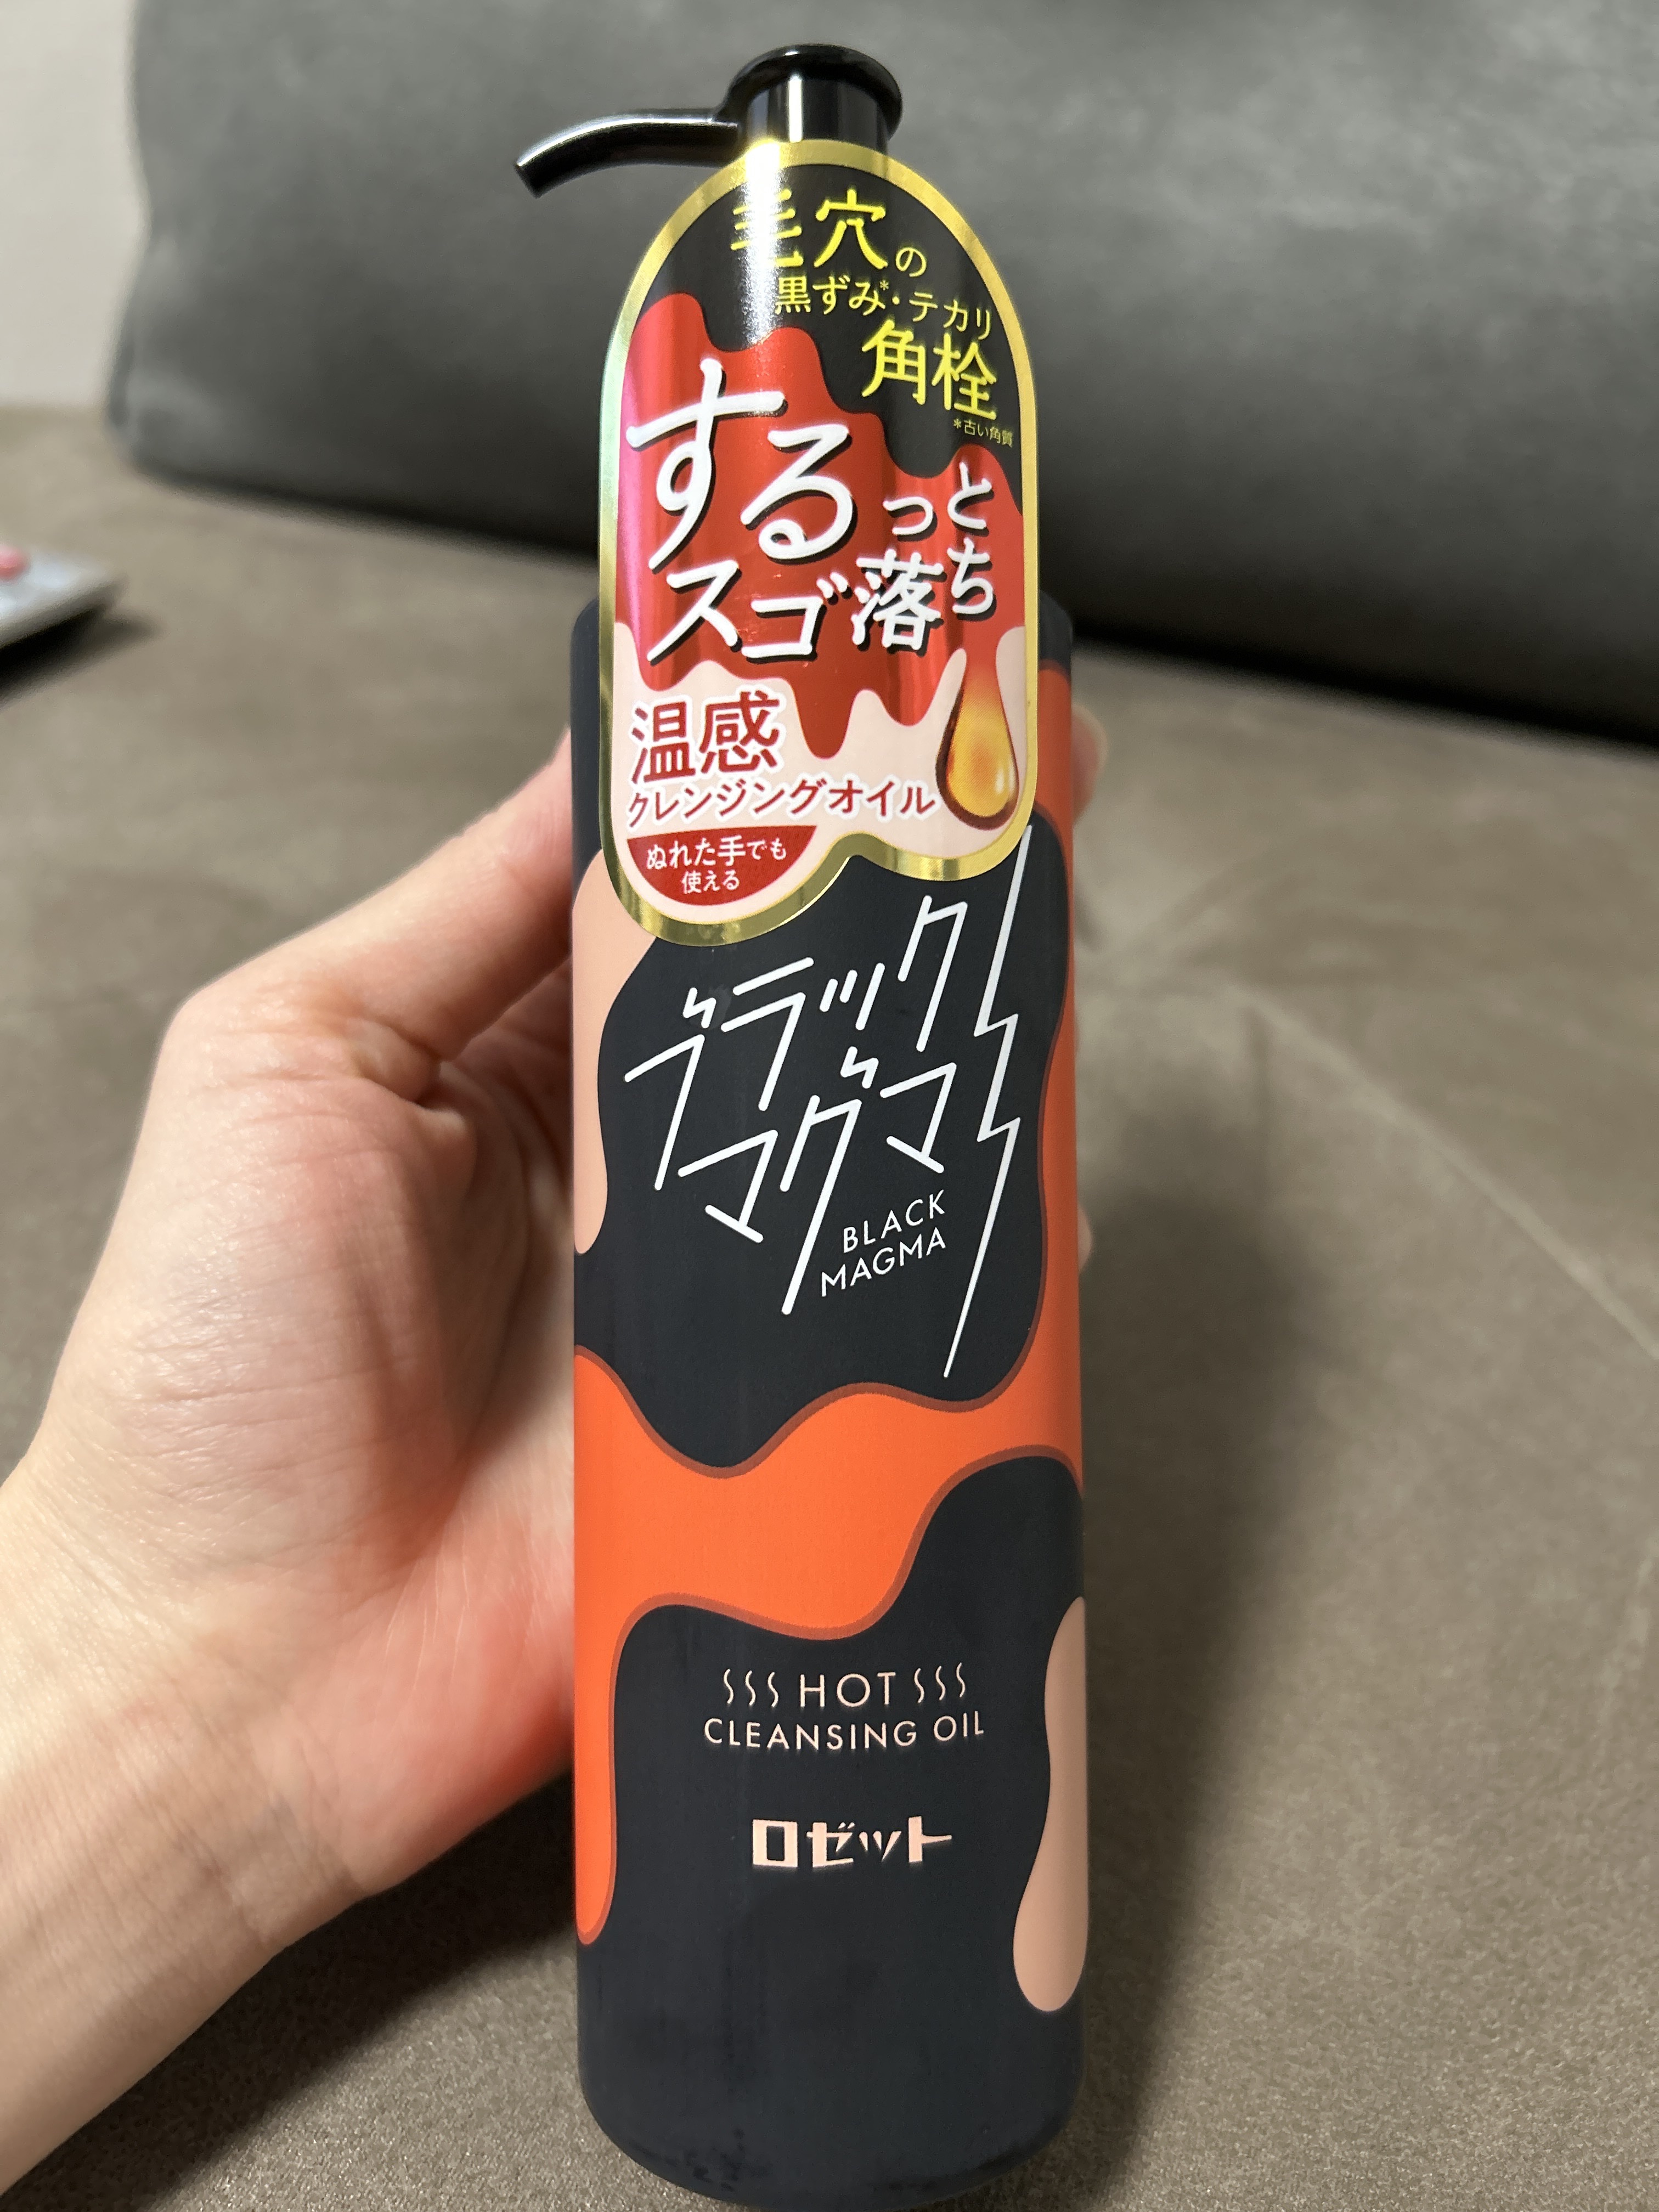 毛穴の
黒ずみ*・テカリ
角栓
*古い角質
するっと
スゴ落ち
温感
クレンジングオイル
ぬれた手でも
使える
ブラック
マグマ
BLACK
MAGMA
HOT
CLEANSING OIL
ロゼット